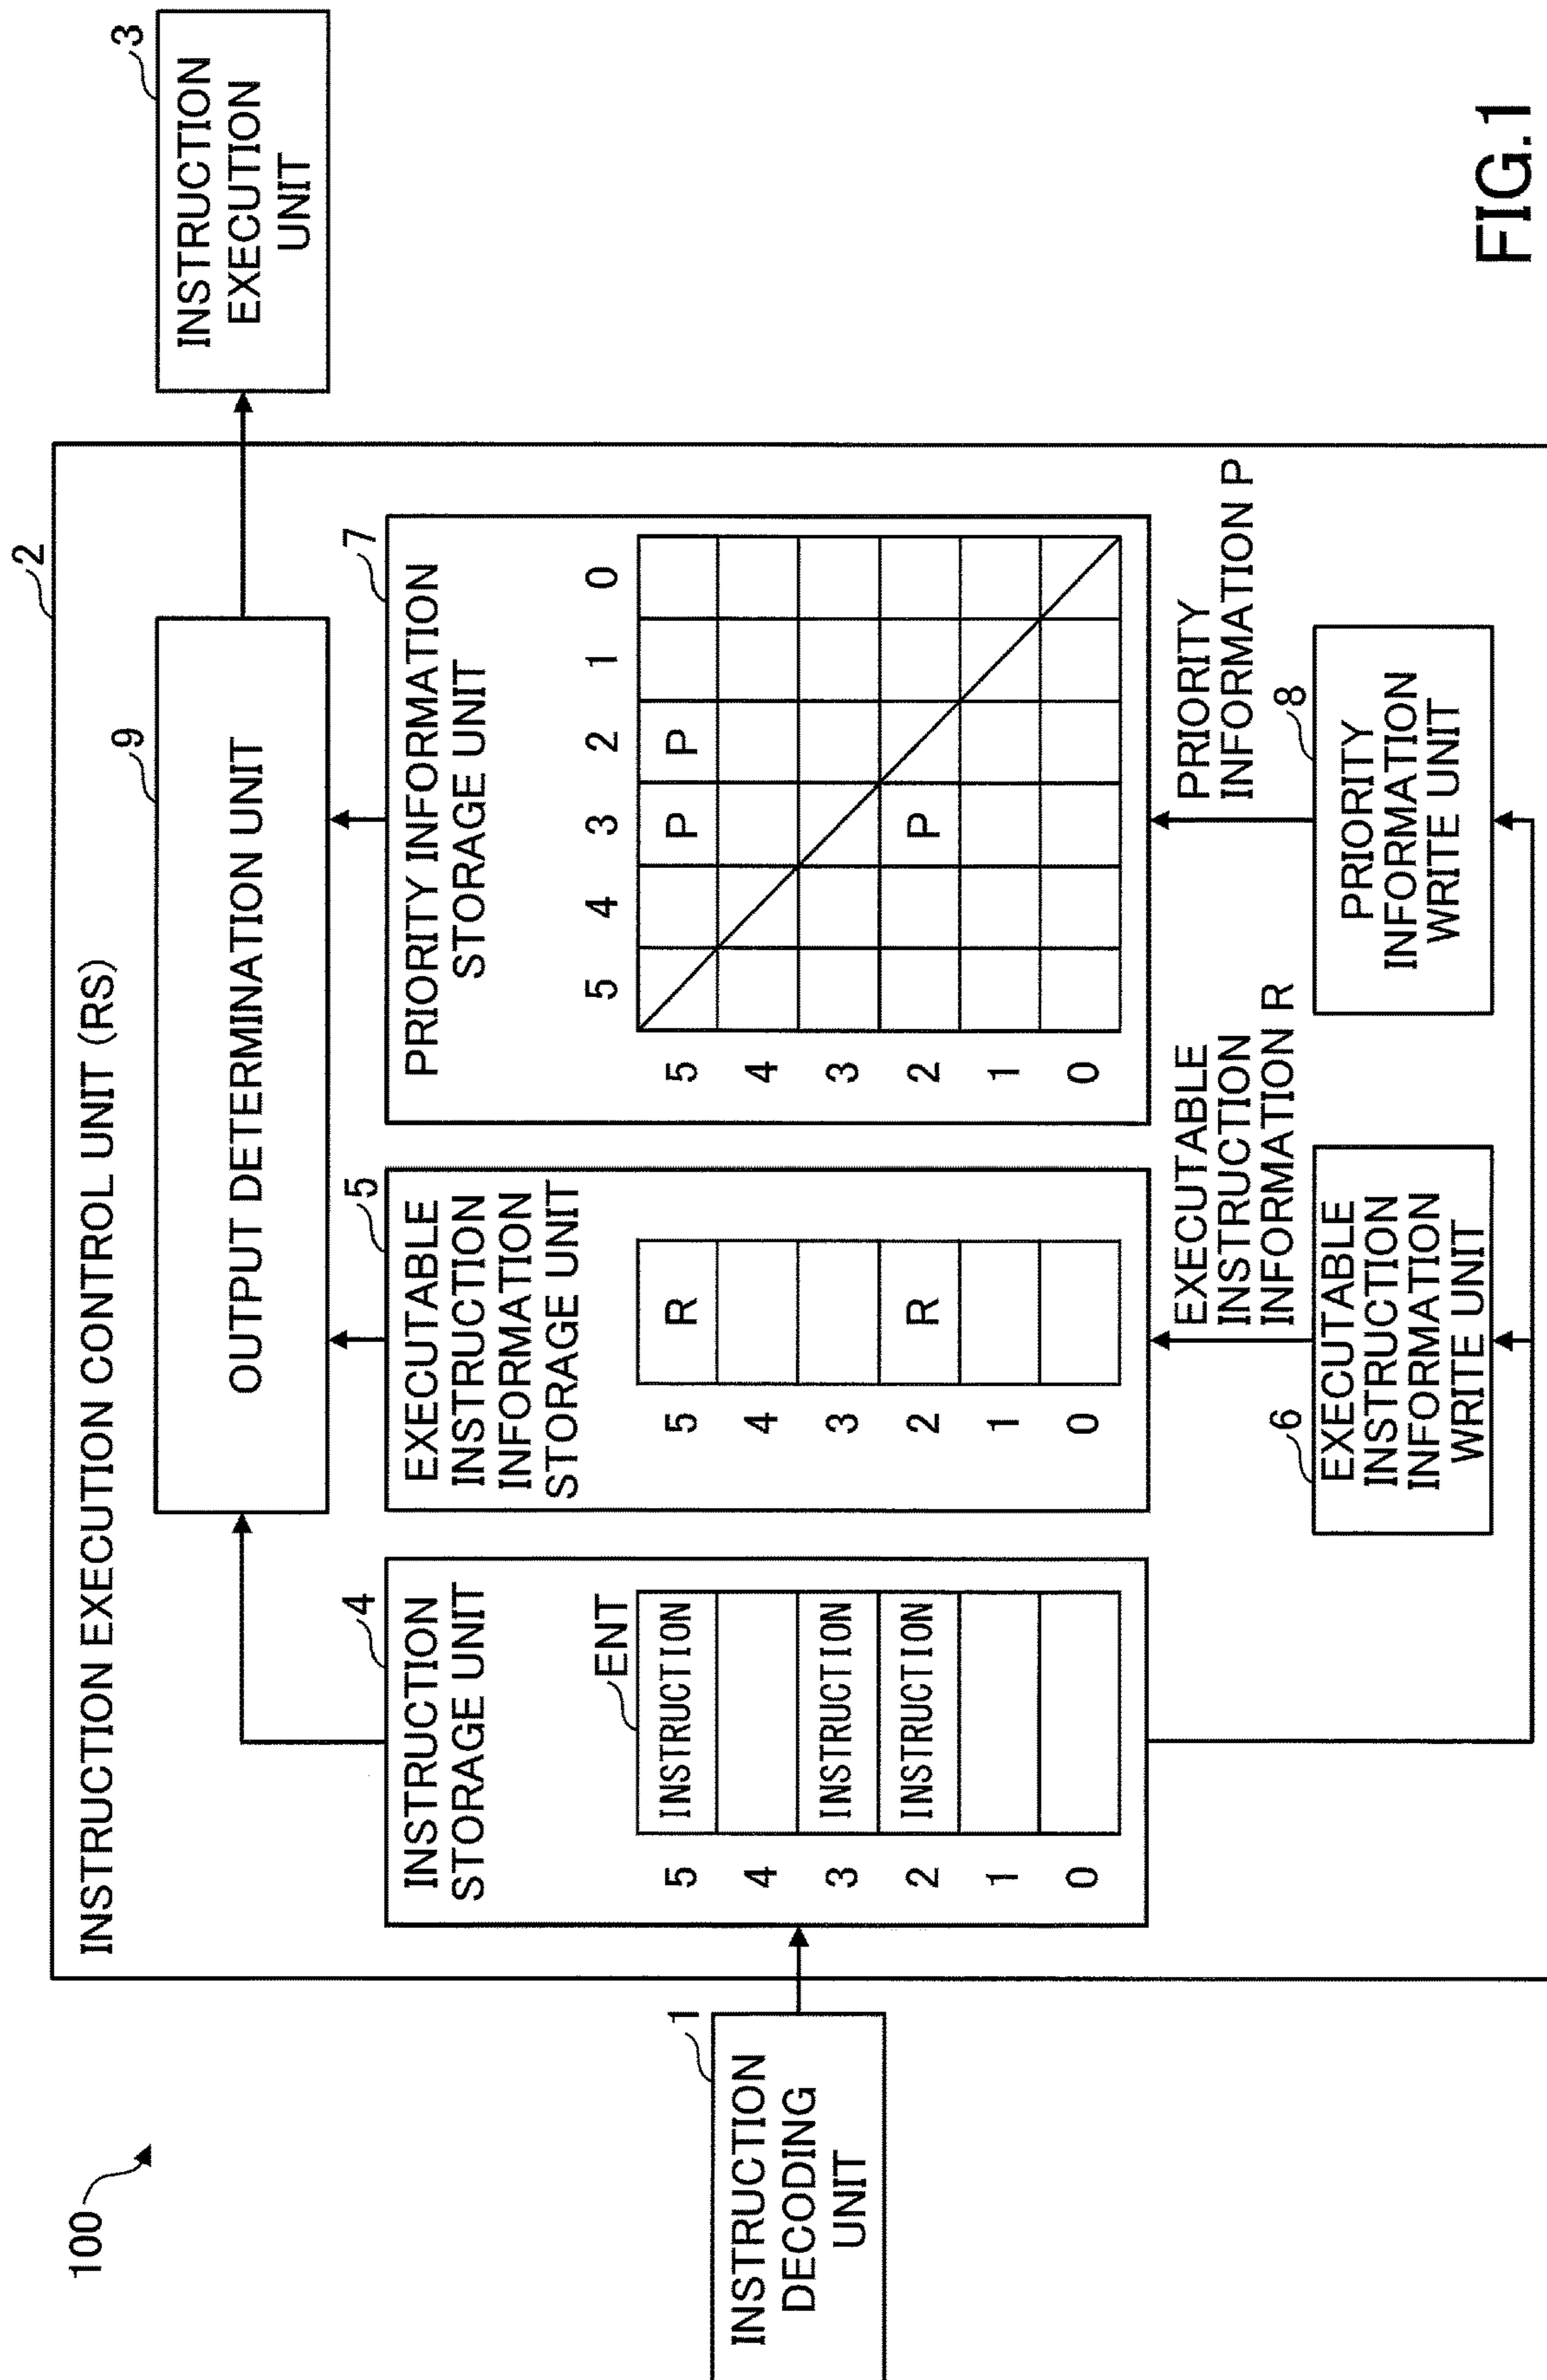 100
INSTRUCTION
DECODING
UNIT
1
INSTRUCTION EXECUTION CONTROL UNIT (RS)
2
OUTPUT DETERMINATION UNIT
9
INSTRUCTION
EXECUTION
UNIT
3
INSTRUCTION
STORAGE UNIT
4
ENT
5 INSTRUCTION
4
3 INSTRUCTION
2 INSTRUCTION
1
0
EXECUTABLE
INSTRUCTION
INFORMATION
STORAGE UNIT
5
5 R
4
3
2 R
1
0
PRIORITY INFORMATION
STORAGE UNIT
7
5 4 3 2 1 0
5 P P
4
3
2 P
1
0
EXECUTABLE
INSTRUCTION
INFORMATION R
PRIORITY
INFORMATION P
6
EXECUTABLE
INSTRUCTION
INFORMATION
WRITE UNIT
8
PRIORITY
INFORMATION
WRITE UNIT
FIG.1